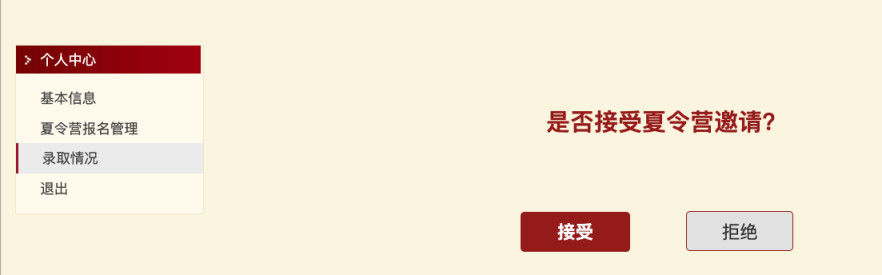 个人中心
基本信息
夏令营报名管理
录取情况
退出
是否接受夏令营邀请?
接受
拒绝